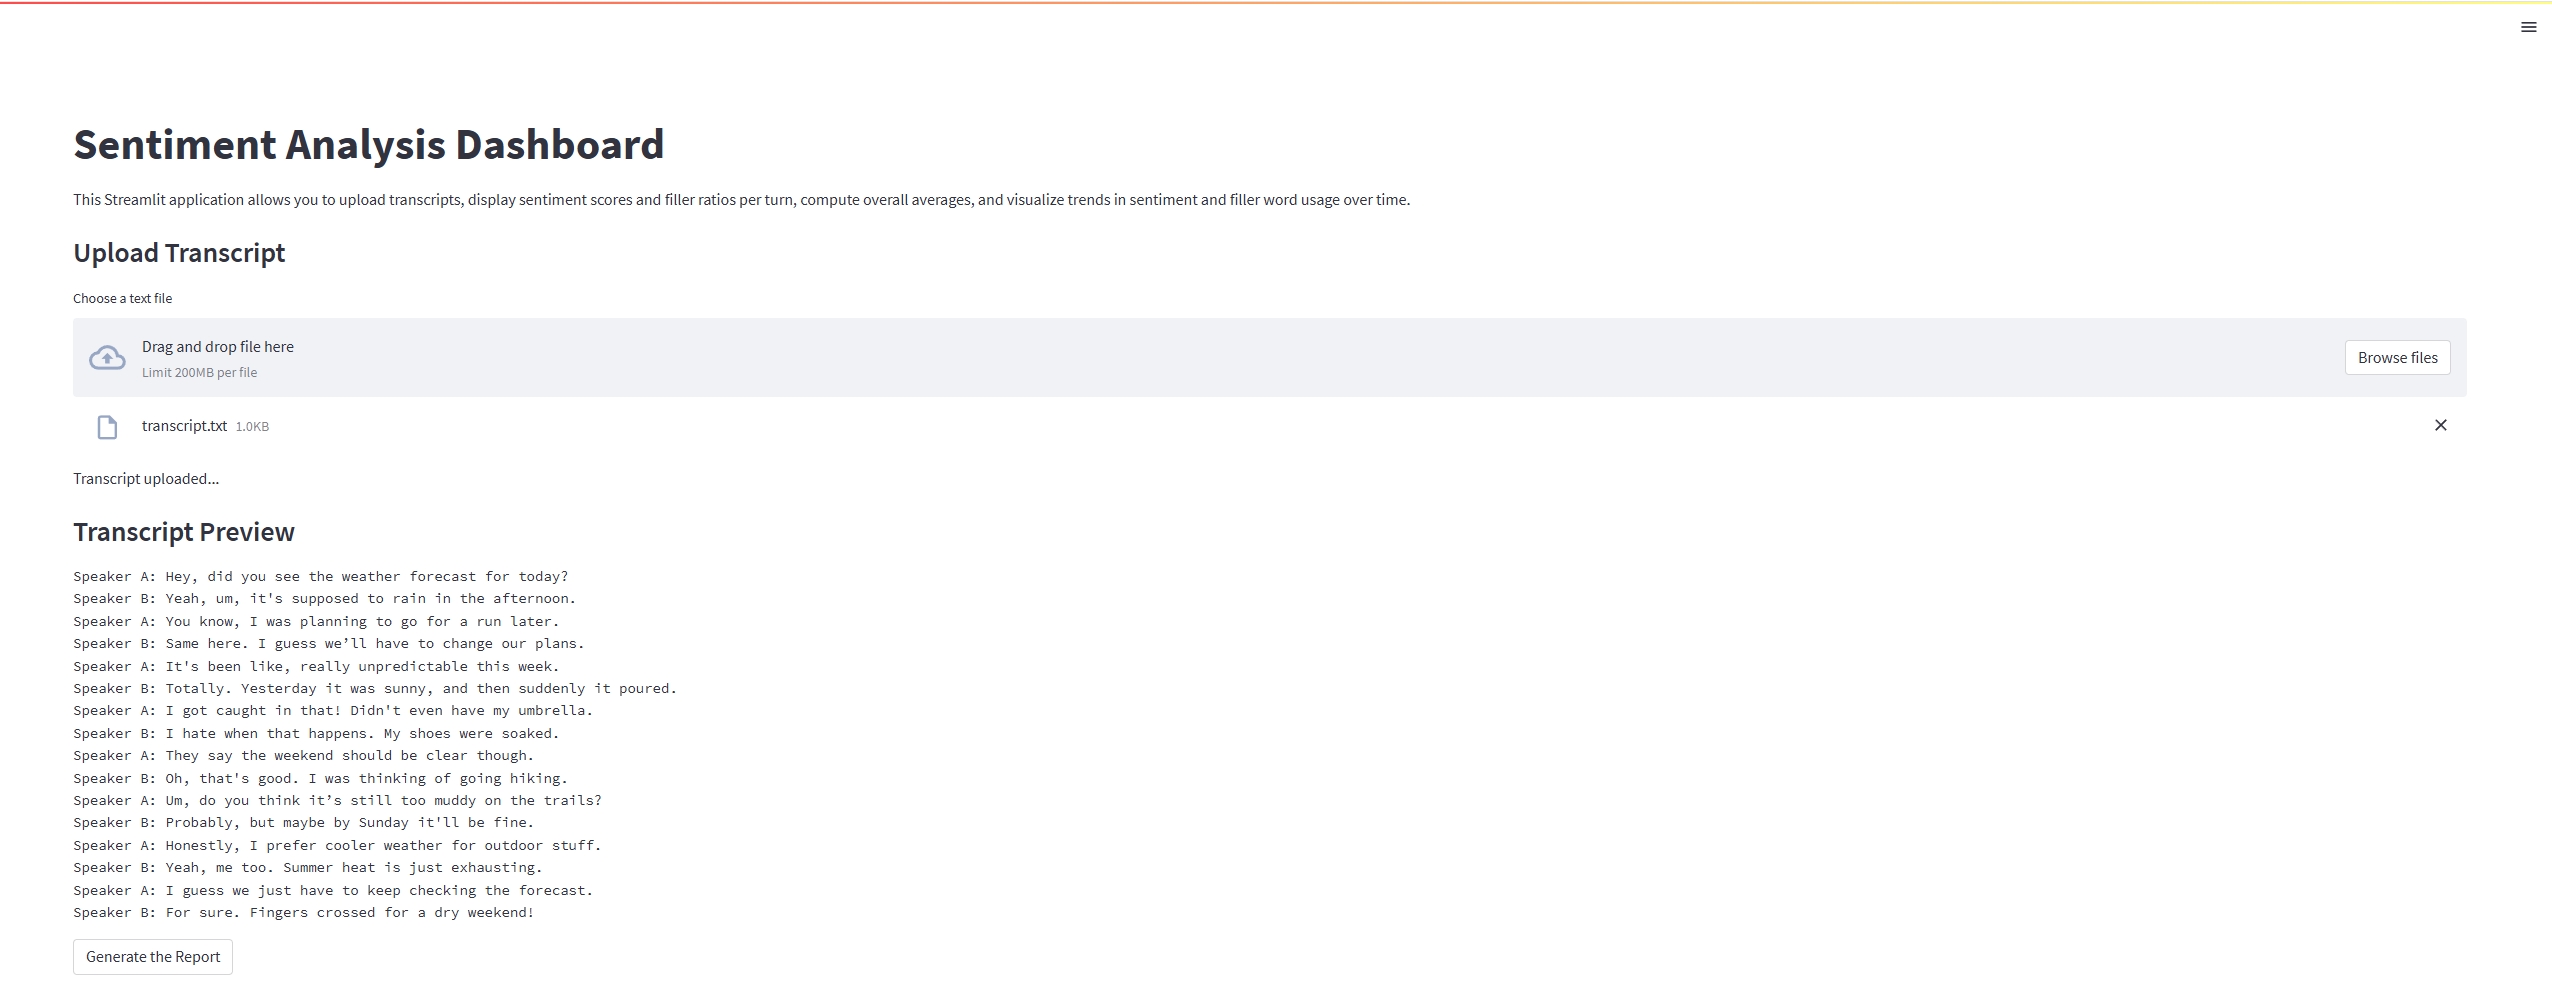 Sentiment Analysis Dashboard
This Streamlit application allows you to upload transcripts, display sentiment scores and filler ratios per turn, compute overall averages, and visualize trends in sentiment and filler word usage over time.
Upload Transcript
Choose a text file
Drag and drop file here
Limit 200MB per file
Browse files
transcript.txt 1.0KB
Transcript uploaded...
Transcript Preview
Speaker A: Hey, did you see the weather forecast for today?
Speaker B: Yeah, um, it's supposed to rain in the afternoon.
Speaker A: You know, I was planning to go for a run later.
Speaker B: Same here. I guess we’ll have to change our plans.
Speaker A: It's been like, really unpredictable this week.
Speaker B: Totally. Yesterday it was sunny, and then suddenly it poured.
Speaker A: I got caught in that! Didn't even have my umbrella.
Speaker B: I hate when that happens. My shoes were soaked.
Speaker A: They say the weekend should be clear though.
Speaker B: Oh, that's good. I was thinking of going hiking.
Speaker A: Um, do you think it’s still too muddy on the trails?
Speaker B: Probably, but maybe by Sunday it'll be fine.
Speaker A: Honestly, I prefer cooler weather for outdoor stuff.
Speaker B: Yeah, me too. Summer heat is just exhausting.
Speaker A: I guess we just have to keep checking the forecast.
Speaker B: For sure. Fingers crossed for a dry weekend!
Generate the Report